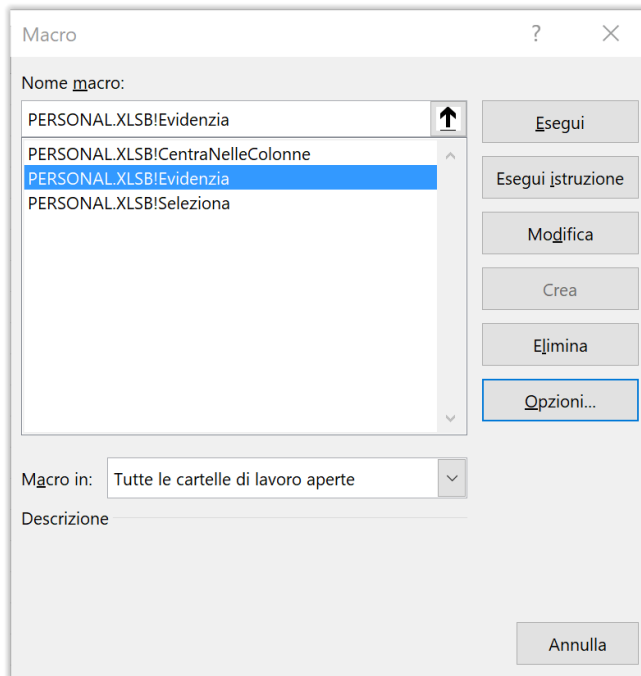 Macro
Nome macro:
PERSONAL.XLSB!Evidenzia
PERSONAL.XLSB!CentraNelleColonne
PERSONAL.XLSB!Evidenzia
PERSONAL.XLSB!Seleziona
Esegui
Esegui istruzione
Modifica
Crea
Elimina
Opzioni...
Macro in: Tutte le cartelle di lavoro aperte
Descrizione
Annulla